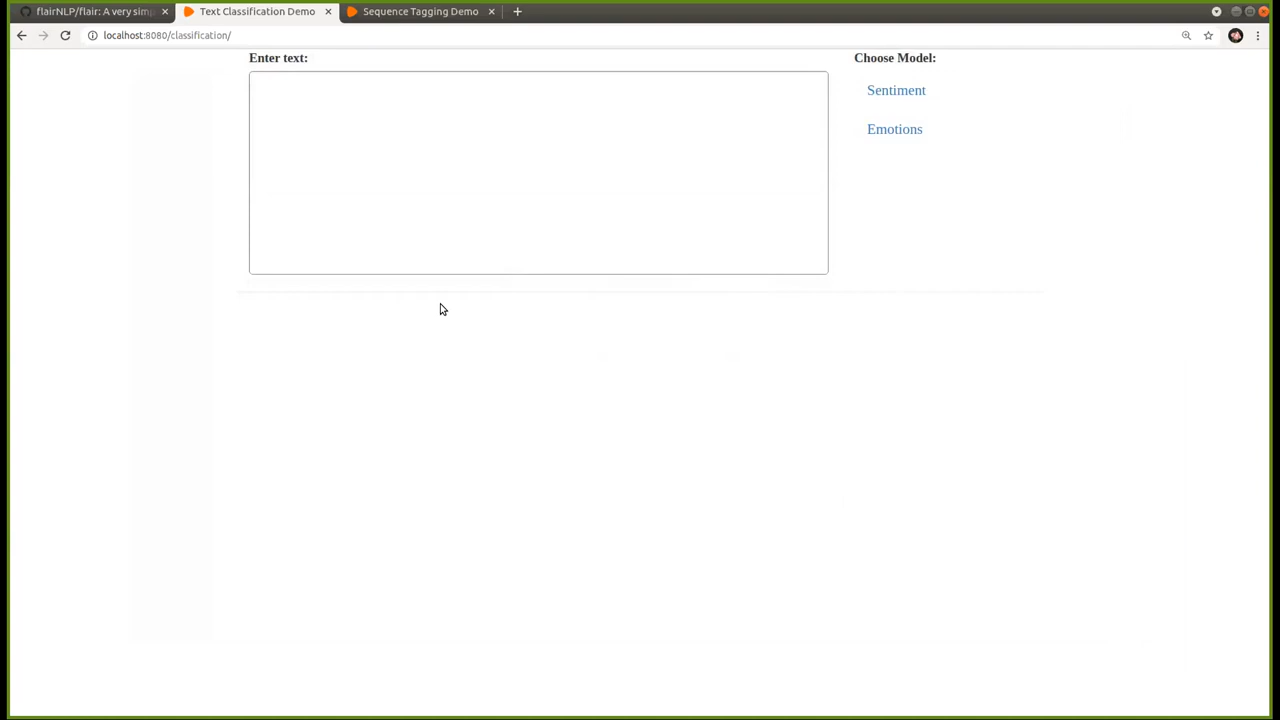 flairNLP/flair: A very sim
Text Classification Demo
Sequence Tagging Demo
localhost:8080/classification/
Enter text:
Choose Model:
Sentiment
Emotions